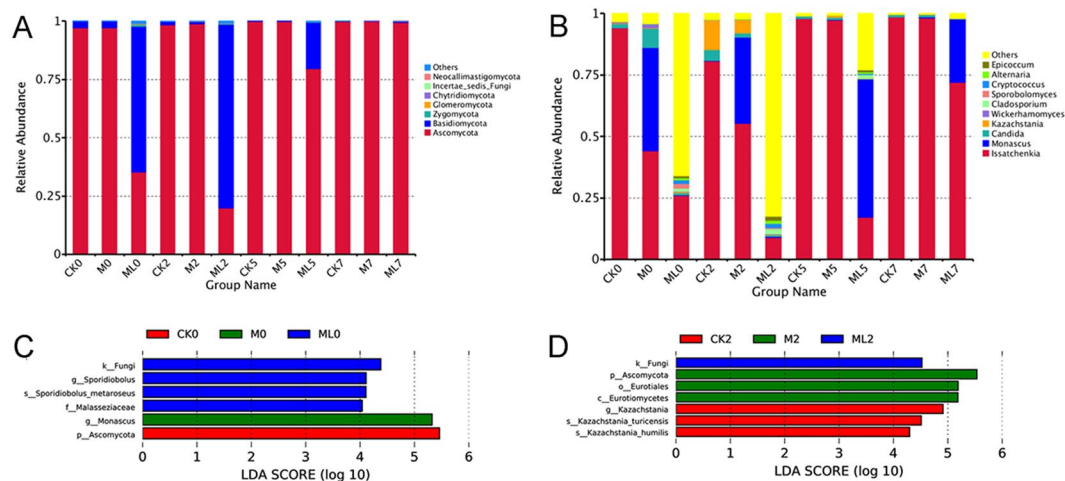 A
1
0.75
0.5
0.25
0
Relative Abundance
CK0 M0 ML0 CK2 M2 ML2 CK5 M5 ML5 CK7 M7 ML7
Group Name
Others
Neocallimastigomycota
Incertae_sedis_Fungi
Chytridiomycota
Glomeromycota
Zygomycota
Basidiomycota
Ascomycota
B
1
0.75
0.5
0.25
0
Relative Abundance
CK0 M0 ML0 CK2 M2 ML2 CK5 M5 ML5 CK7 M7 ML7
Group Name
Others
Epicoccum
Alternaria
Cryptococcus
Sporobolomyces
Cladosporium
Wickerhamomyces
Kazachstania
Candida
Monascus
Issatchenkia
C
CK0 M0 ML0
k__Fungi
g__Sporidiobolus
s__Sporidiobolus_metaroseus
f__Malasseziaceae
g__Monascus
p__Ascomycota
0 1 2 3 4 5 6
LDA SCORE (log 10)
D
CK2 M2 ML2
k__Fungi
p__Ascomycota
o__Eurotiales
c__Eurotiomycetes
g__Kazachstania
s__Kazachstania_turicensis
s__Kazachstania_humilis
0 1 2 3 4 5 6
LDA SCORE (log 10)